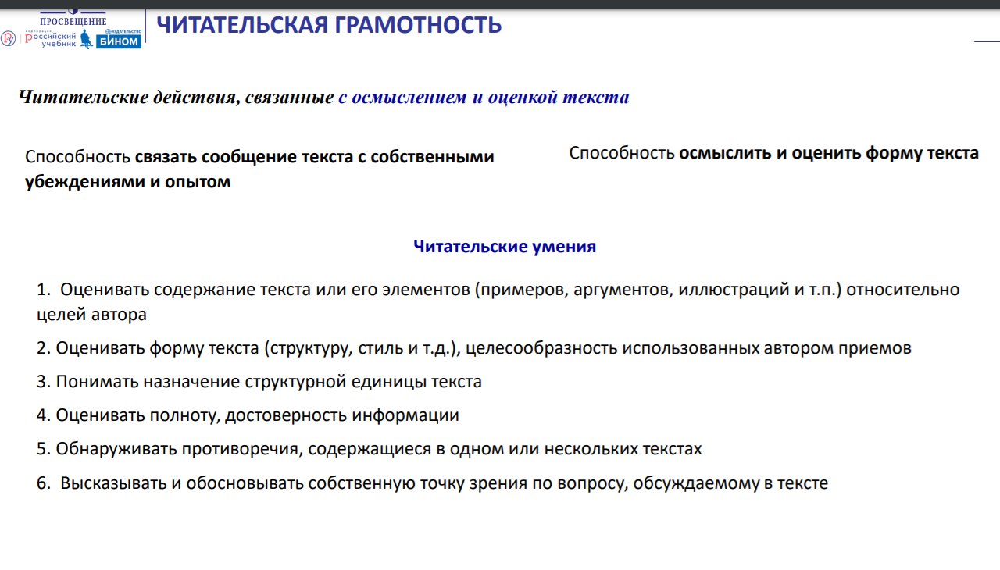 ПРОСВЕЩЕНИЕ
корпорация
Российский
учебник
ИЗДАТЕЛЬСТВО
БИНОМ
ЧИТАТЕЛЬСКАЯ ГРАМОТНОСТЬ
Читательские действия, связанные с осмыслением и оценкой текста
Способность связать сообщение текста с собственными
убеждениями и опытом
Способность осмыслить и оценить форму текста
Читательские умения
1. Оценивать содержание текста или его элементов (примеров, аргументов, иллюстраций и т.п.) относительно
целей автора
2. Оценивать форму текста (структуру, стиль и т.д.), целесообразность использованных автором приемов
3. Понимать назначение структурной единицы текста
4. Оценивать полноту, достоверность информации
5. Обнаруживать противоречия, содержащиеся в одном или нескольких текстах
6. Высказывать и обосновывать собственную точку зрения по вопросу, обсуждаемому в тексте